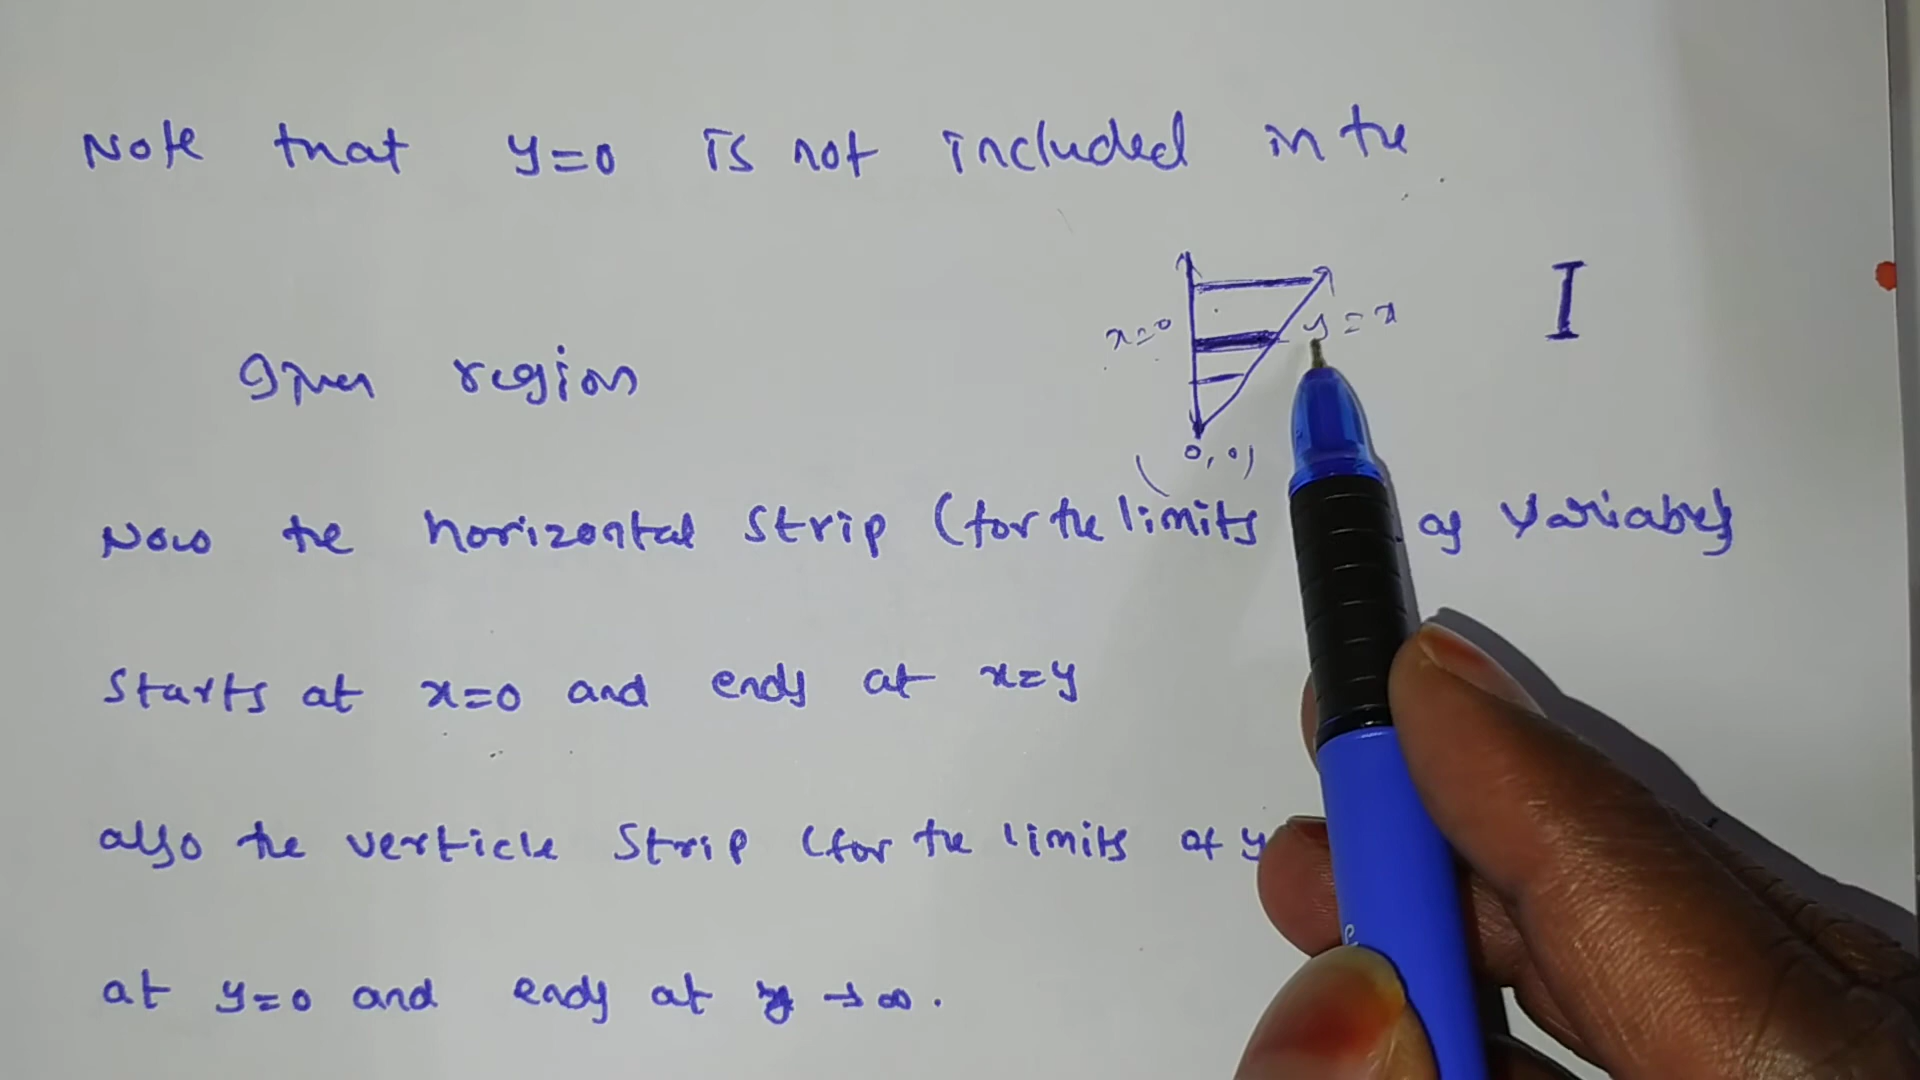 Note that y=0 is not included in the
x=0
y=x
I
Given region
(0,0)
Now the horizontal strip (for the limits of variables
starts at x=0 and ends at x=y
also the verticle strip (for the limits of y
at y=0 and ends at y→∞.